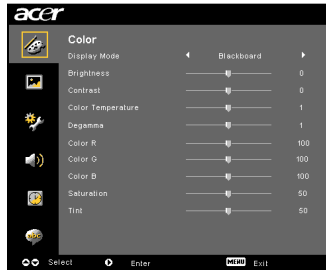 acer
Color
Display Mode Blackboard
Brightness 0
Contrast 0
Color Temperature 1
Degamma 1
Color R 100
Color G 100
Color B 100
Saturation 50
Tint 50
ABC
Select Enter MENU Exit